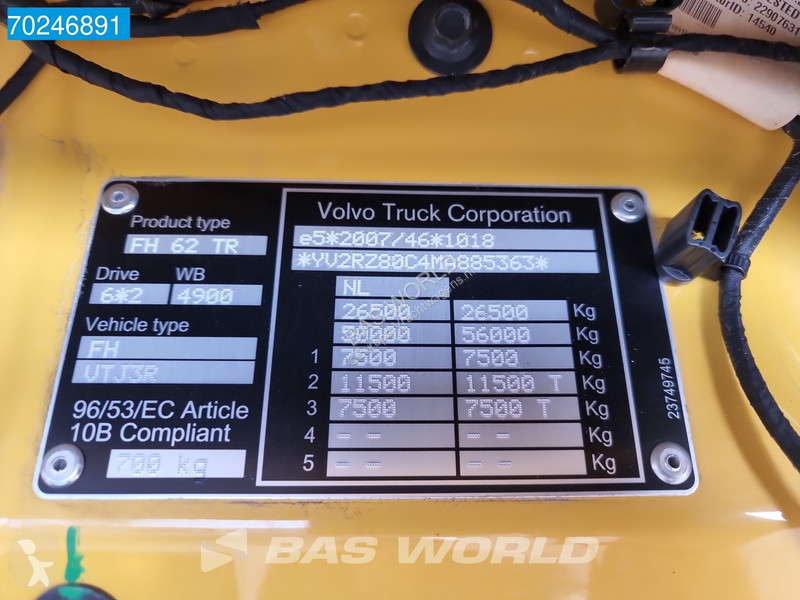 70246891
14540
Product type
FH 62 TR
Drive WB
6*2 4900
Vehicle type
FH
VTJ3R
96/53/EC Article
10B Compliant
700 kg
Volvo Truck Corporation
e5*2007/46*1018
*YV2RZ80C4MA885363*
NL
26500 26500 Kg
50000 56000 Kg
1 7500 7500 Kg
2 11500 11500 T Kg
3 7500 7500 T Kg
4 -- -- Kg
5 -- -- Kg
23749745
BAS WORLD
BAS WORLD